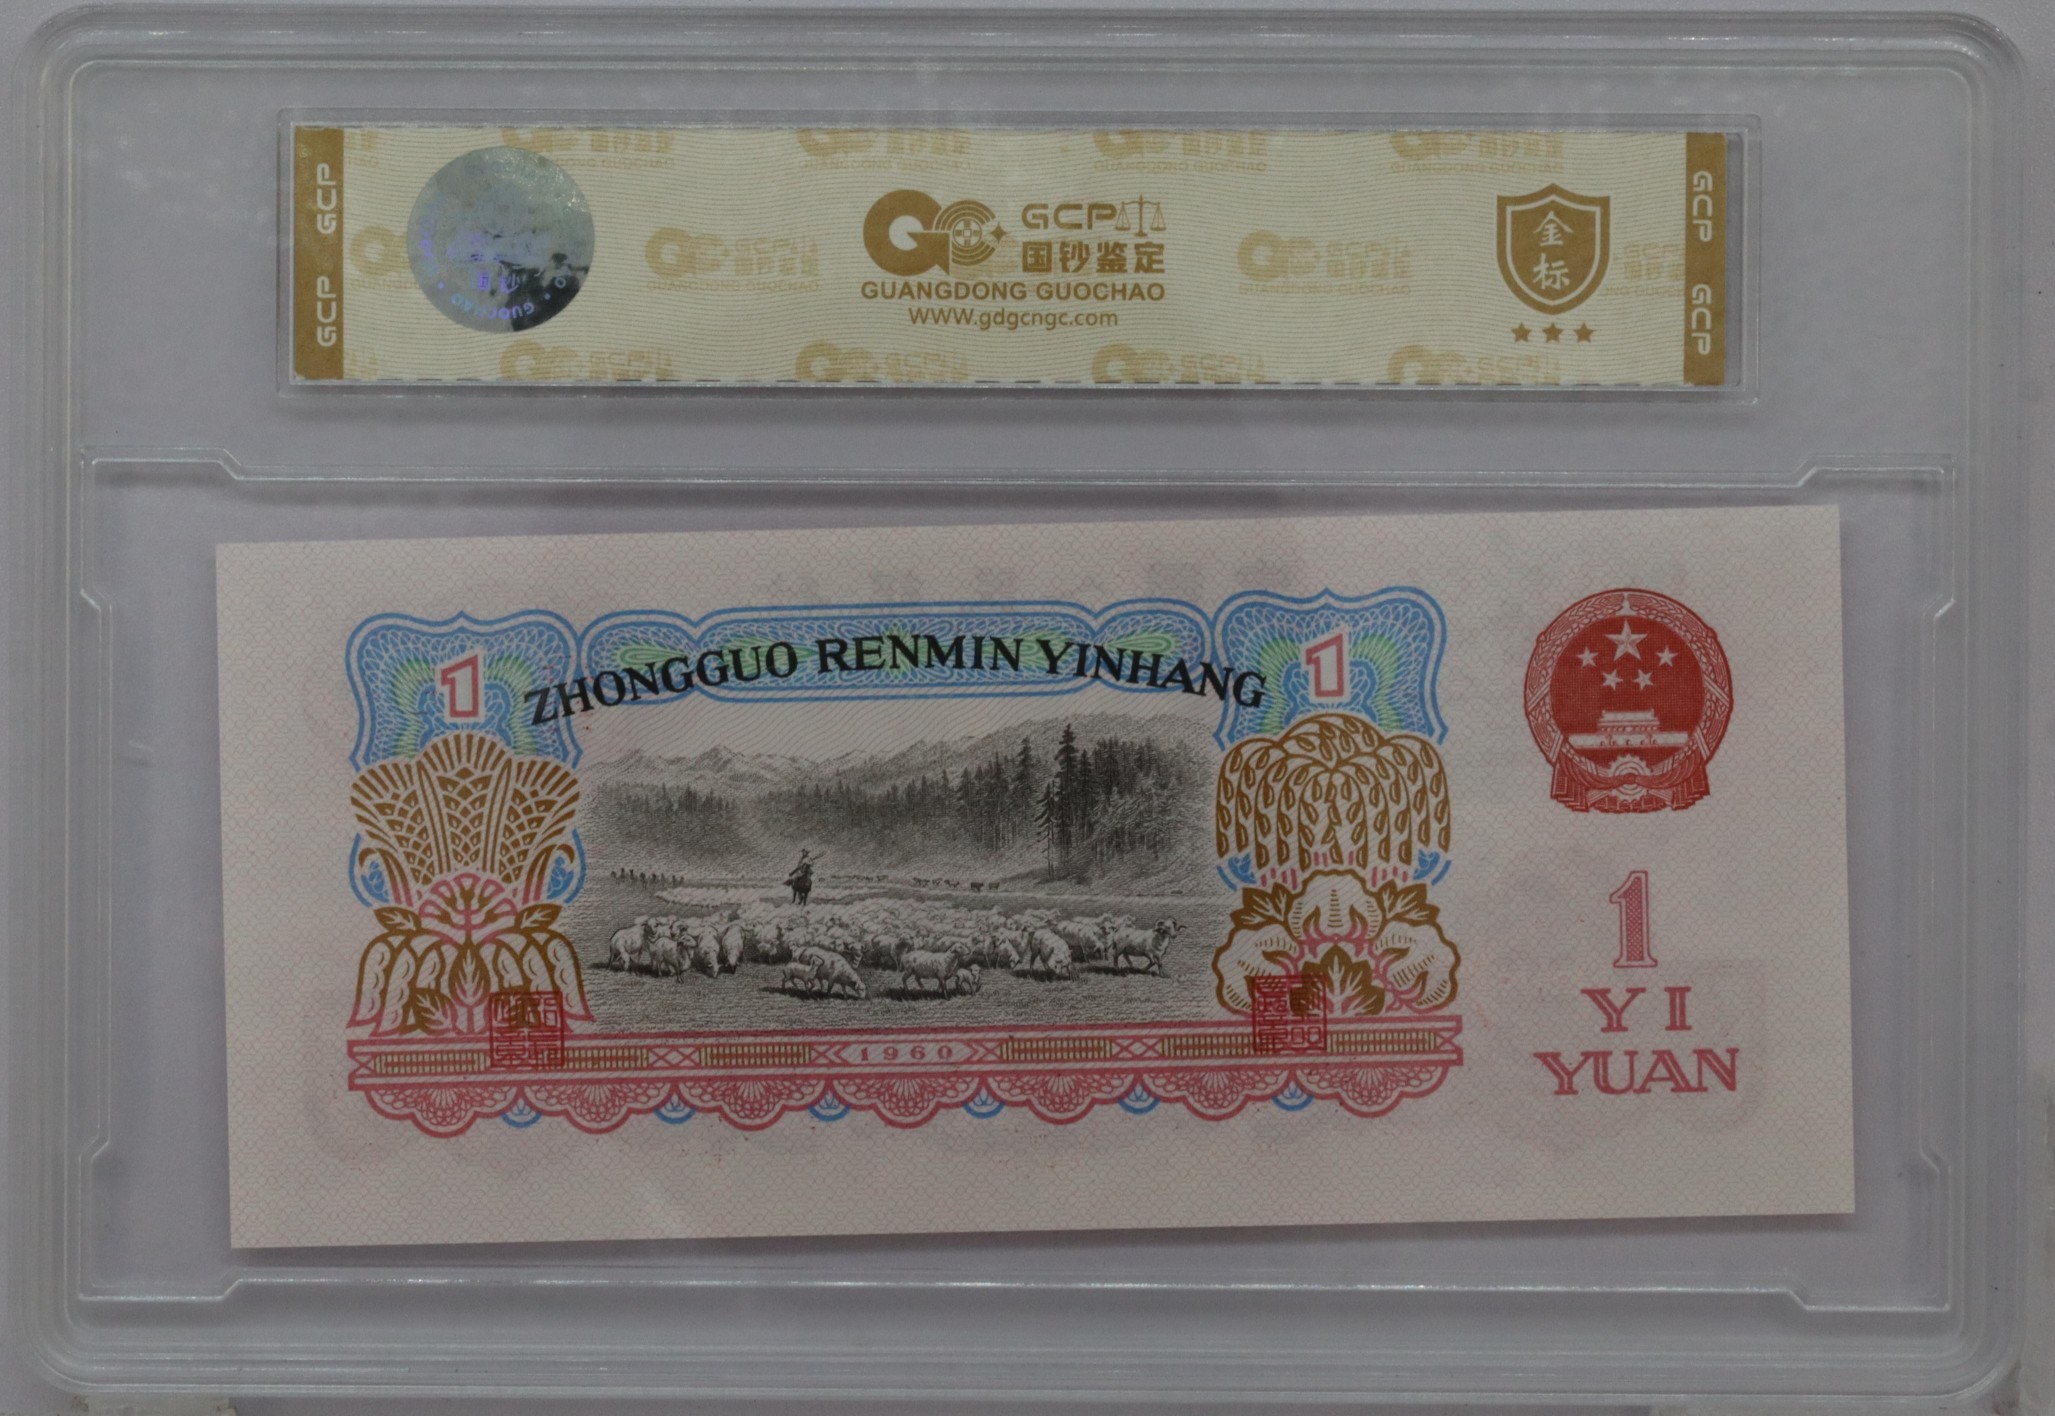 GCP GCP
GCP
国钞鉴定
GUANGDONG GUOCHAO
WWW.gdgcngc.com
金
标
GCP GCP
GUOCHAO
ZHONGGUO RENMIN YINHANG
1
1
1960
1
YI
YUAN